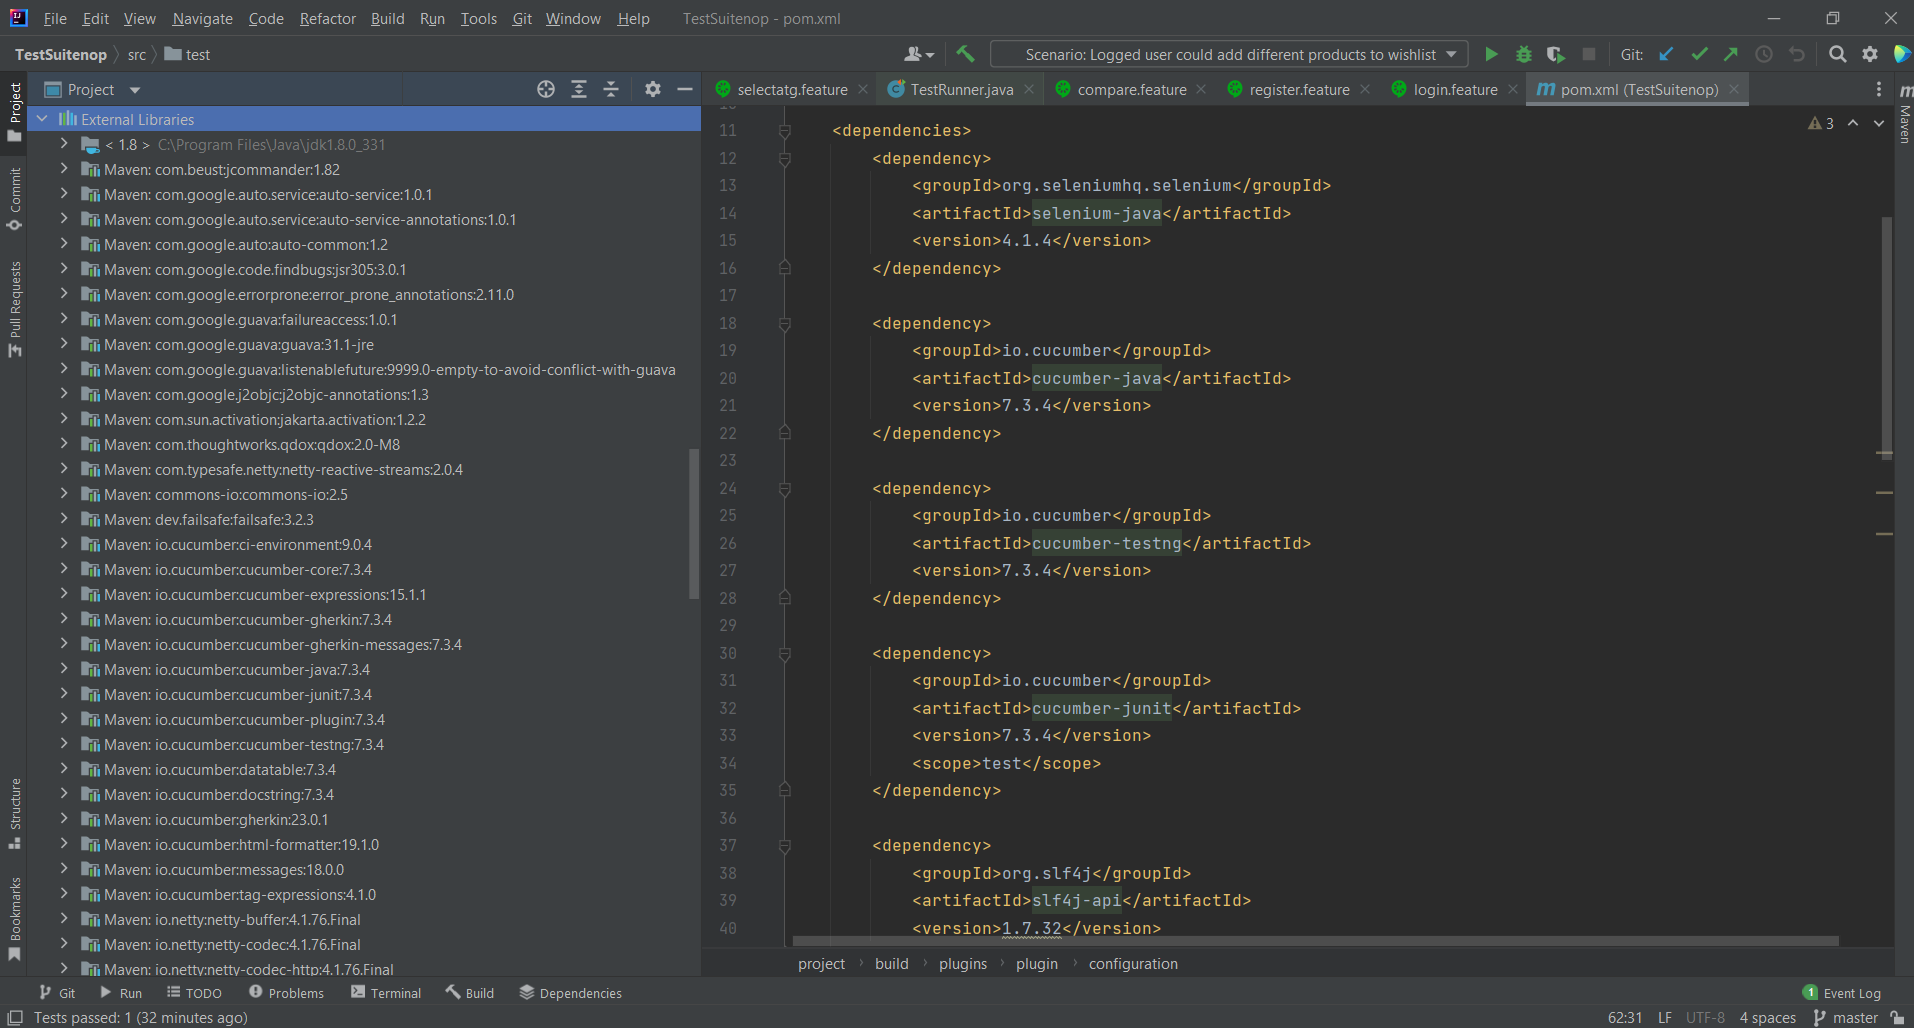 File Edit View Navigate Code Refactor Build Run Tools Git Window Help TestSuitenop - pom.xml
TestSuitenop src test
Scenario: Logged user could add different products to wishlist Git:
Project
selectatg.feature TestRunner.java compare.feature register.feature login.feature pom.xml (TestSuitenop)
Project
Commit
Pull Requests
Structure
Bookmarks
External Libraries
< 1.8 > C:\Program Files\Java\jdk1.8.0_331
Maven: com.beust:jcommander:1.82
Maven: com.google.auto.service:auto-service:1.0.1
Maven: com.google.auto.service:auto-service-annotations:1.0.1
Maven: com.google.auto:auto-common:1.2
Maven: com.google.code.findbugs:jsr305:3.0.1
Maven: com.google.errorprone:error_prone_annotations:2.11.0
Maven: com.google.guava:failureaccess:1.0.1
Maven: com.google.guava:guava:31.1-jre
Maven: com.google.guava:listenablefuture:9999.0-empty-to-avoid-conflict-with-guava
Maven: com.google.j2objc:j2objc-annotations:1.3
Maven: com.sun.activation:jakarta.activation:1.2.2
Maven: com.thoughtworks.qdox:qdox:2.0-M8
Maven: com.typesafe.netty:netty-reactive-streams:2.0.4
Maven: commons-io:commons-io:2.5
Maven: dev.failsafe:failsafe:3.2.3
Maven: io.cucumber:ci-environment:9.0.4
Maven: io.cucumber:cucumber-core:7.3.4
Maven: io.cucumber:cucumber-expressions:15.1.1
Maven: io.cucumber:cucumber-gherkin:7.3.4
Maven: io.cucumber:cucumber-gherkin-messages:7.3.4
Maven: io.cucumber:cucumber-java:7.3.4
Maven: io.cucumber:cucumber-junit:7.3.4
Maven: io.cucumber:cucumber-plugin:7.3.4
Maven: io.cucumber:cucumber-testng:7.3.4
Maven: io.cucumber:datatable:7.3.4
Maven: io.cucumber:docstring:7.3.4
Maven: io.cucumber:gherkin:23.0.1
Maven: io.cucumber:html-formatter:19.1.0
Maven: io.cucumber:messages:18.0.0
Maven: io.cucumber:tag-expressions:4.1.0
Maven: io.netty:netty-buffer:4.1.76.Final
Maven: io.netty:netty-codec:4.1.76.Final
Maven: io.netty:netty-codec-http:4.1.76.Final
11 <dependencies>
12 <dependency>
13 <groupId>org.seleniumhq.selenium</groupId>
14 <artifactId>selenium-java</artifactId>
15 <version>4.1.4</version>
16 </dependency>
17
18 <dependency>
19 <groupId>io.cucumber</groupId>
20 <artifactId>cucumber-java</artifactId>
21 <version>7.3.4</version>
22 </dependency>
23
24 <dependency>
25 <groupId>io.cucumber</groupId>
26 <artifactId>cucumber-testng</artifactId>
27 <version>7.3.4</version>
28 </dependency>
29
30 <dependency>
31 <groupId>io.cucumber</groupId>
32 <artifactId>cucumber-junit</artifactId>
33 <version>7.3.4</version>
34 <scope>test</scope>
35 </dependency>
36
37 <dependency>
38 <groupId>org.slf4j</groupId>
39 <artifactId>slf4j-api</artifactId>
40 <version>1.7.32</version>
3
m
Maven
project build plugins plugin configuration
Git Run TODO Problems Terminal Build Dependencies 1 Event Log
Tests passed: 1 (32 minutes ago) 62:31 LF UTF-8 4 spaces master